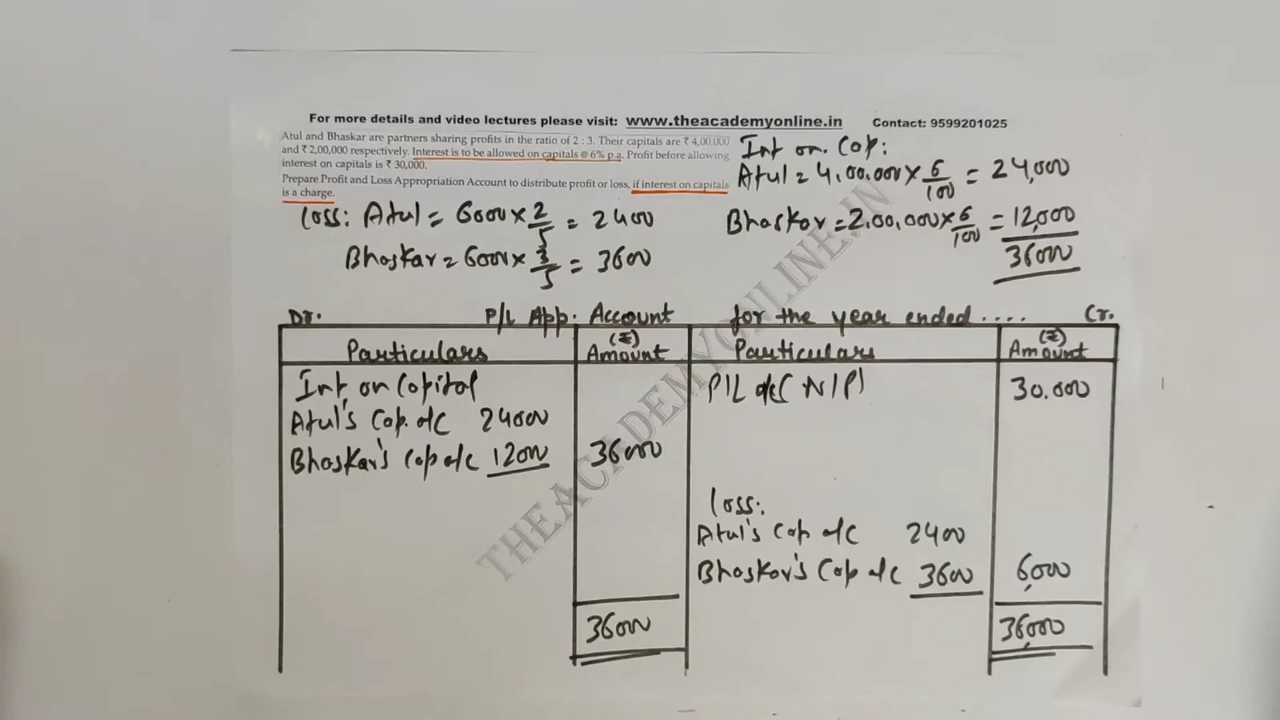 For more details and video lectures please visit: www.theacademyonline.in Contact: 9599201025
Atul and Bhaskar are partners sharing profits in the ratio of 2 : 3. Their capitals are ₹ 4,00,000
and ₹ 2,00,000 respectively. Interest is to be allowed on capitals @ 6% p.a. Profit before allowing
interest on capitals is ₹ 30,000.
Prepare Profit and Loss Appropriation Account to distribute profit or loss, if interest on capitals
is a charge.
Int on. Cap:
Atul = 4,00,000 × 6/100 = 24,000
Bhaskar = 2,00,000 × 6/100 = 12,000
36000
Loss: Atul = 6000 × 2/5 = 2400
Bhaskar = 6000 × 3/5 = 3600
Dr. P/L App. Account for the year ended .... Cr.
Particulars (₹) Amount Particulars (₹) Amount
Int on Capital P/L a/c (N/P) 30,000
Atul's Cap. a/c 24000
Bhaskar's Cap a/c 12000 36000
Loss:
Atul's Cap a/c 2400
Bhaskar's Cap a/c 3600 6,000
36000 36,000
THEACADEMYONLINE.IN